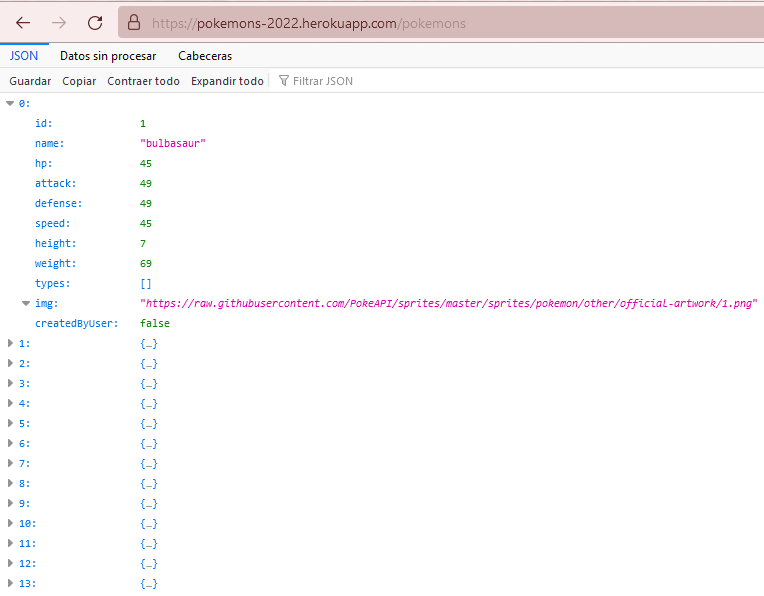 https://pokemons-2022.herokuapp.com/pokemons
JSON Datos sin procesar Cabeceras
Guardar Copiar Contraer todo Expandir todo Filtrar JSON
0:
id: 1
name: "bulbasaur"
hp: 45
attack: 49
defense: 49
speed: 45
height: 7
weight: 69
types: []
img: "https://raw.githubusercontent.com/PokeAPI/sprites/master/sprites/pokemon/other/official-artwork/1.png"
createdByUser: false
1: {…}
2: {…}
3: {…}
4: {…}
5: {…}
6: {…}
7: {…}
8: {…}
9: {…}
10: {…}
11: {…}
12: {…}
13: {…}